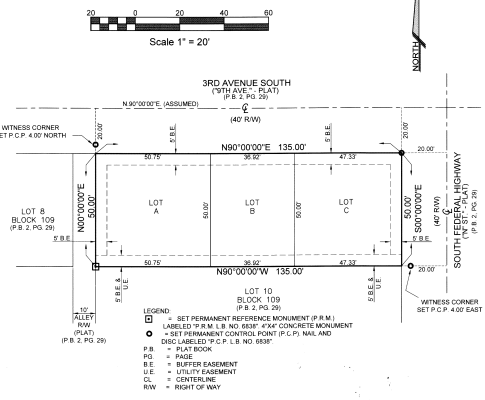 20 0 20 40 60
Scale 1" = 20'
NORTH
3RD AVENUE SOUTH
("9TH AVE." - PLAT)
(P.B. 2, PG. 29)
N.90°00'00"E. (ASSUMED)
(40' R/W)
WITNESS CORNER
SET P.C.P. 4.00' NORTH
20.00'
5' B.E.
N90°00'00"E 135.00'
5' B.E.
20.00'
20.00'
50.75' 36.92' 47.33'
LOT 8
BLOCK 109
(P.B. 2, PG. 29)
N00°00'00"E
50.00'
LOT
A
50.00'
LOT
B
50.00'
LOT
C
50.00'
S00°00'00"E
(40' R/W)
SOUTH FEDERAL HIGHWAY
("N" ST." - PLAT)
(P.B. 2, PG. 29)
5' B.E.
5' B.E.
50.75' 36.92' 47.33'
N90°00'00"W 135.00'
20.00'
5' B.E. &
U.E.
5' B.E. &
U.E.
LOT 10
BLOCK 109
(P.B. 2, PG. 29)
WITNESS CORNER
SET P.C.P. 4.00' EAST
10'
ALLEY
R/W
(PLAT)
(P.B. 2, PG. 29)
LEGEND:
= SET PERMANENT REFERENCE MONUMENT (P.R.M.)
LABELED "P.R.M. L.B. NO. 6838". 4"X4" CONCRETE MONUMENT
= SET PERMANENT CONTROL POINT (P.C.P). NAIL AND
DISC LABELED "P.C.P. L.B. NO. 6838".
P.B. = PLAT BOOK
PG. = PAGE
B.E. = BUFFER EASEMENT
U.E. = UTILITY EASEMENT
CL = CENTERLINE
R/W = RIGHT OF WAY